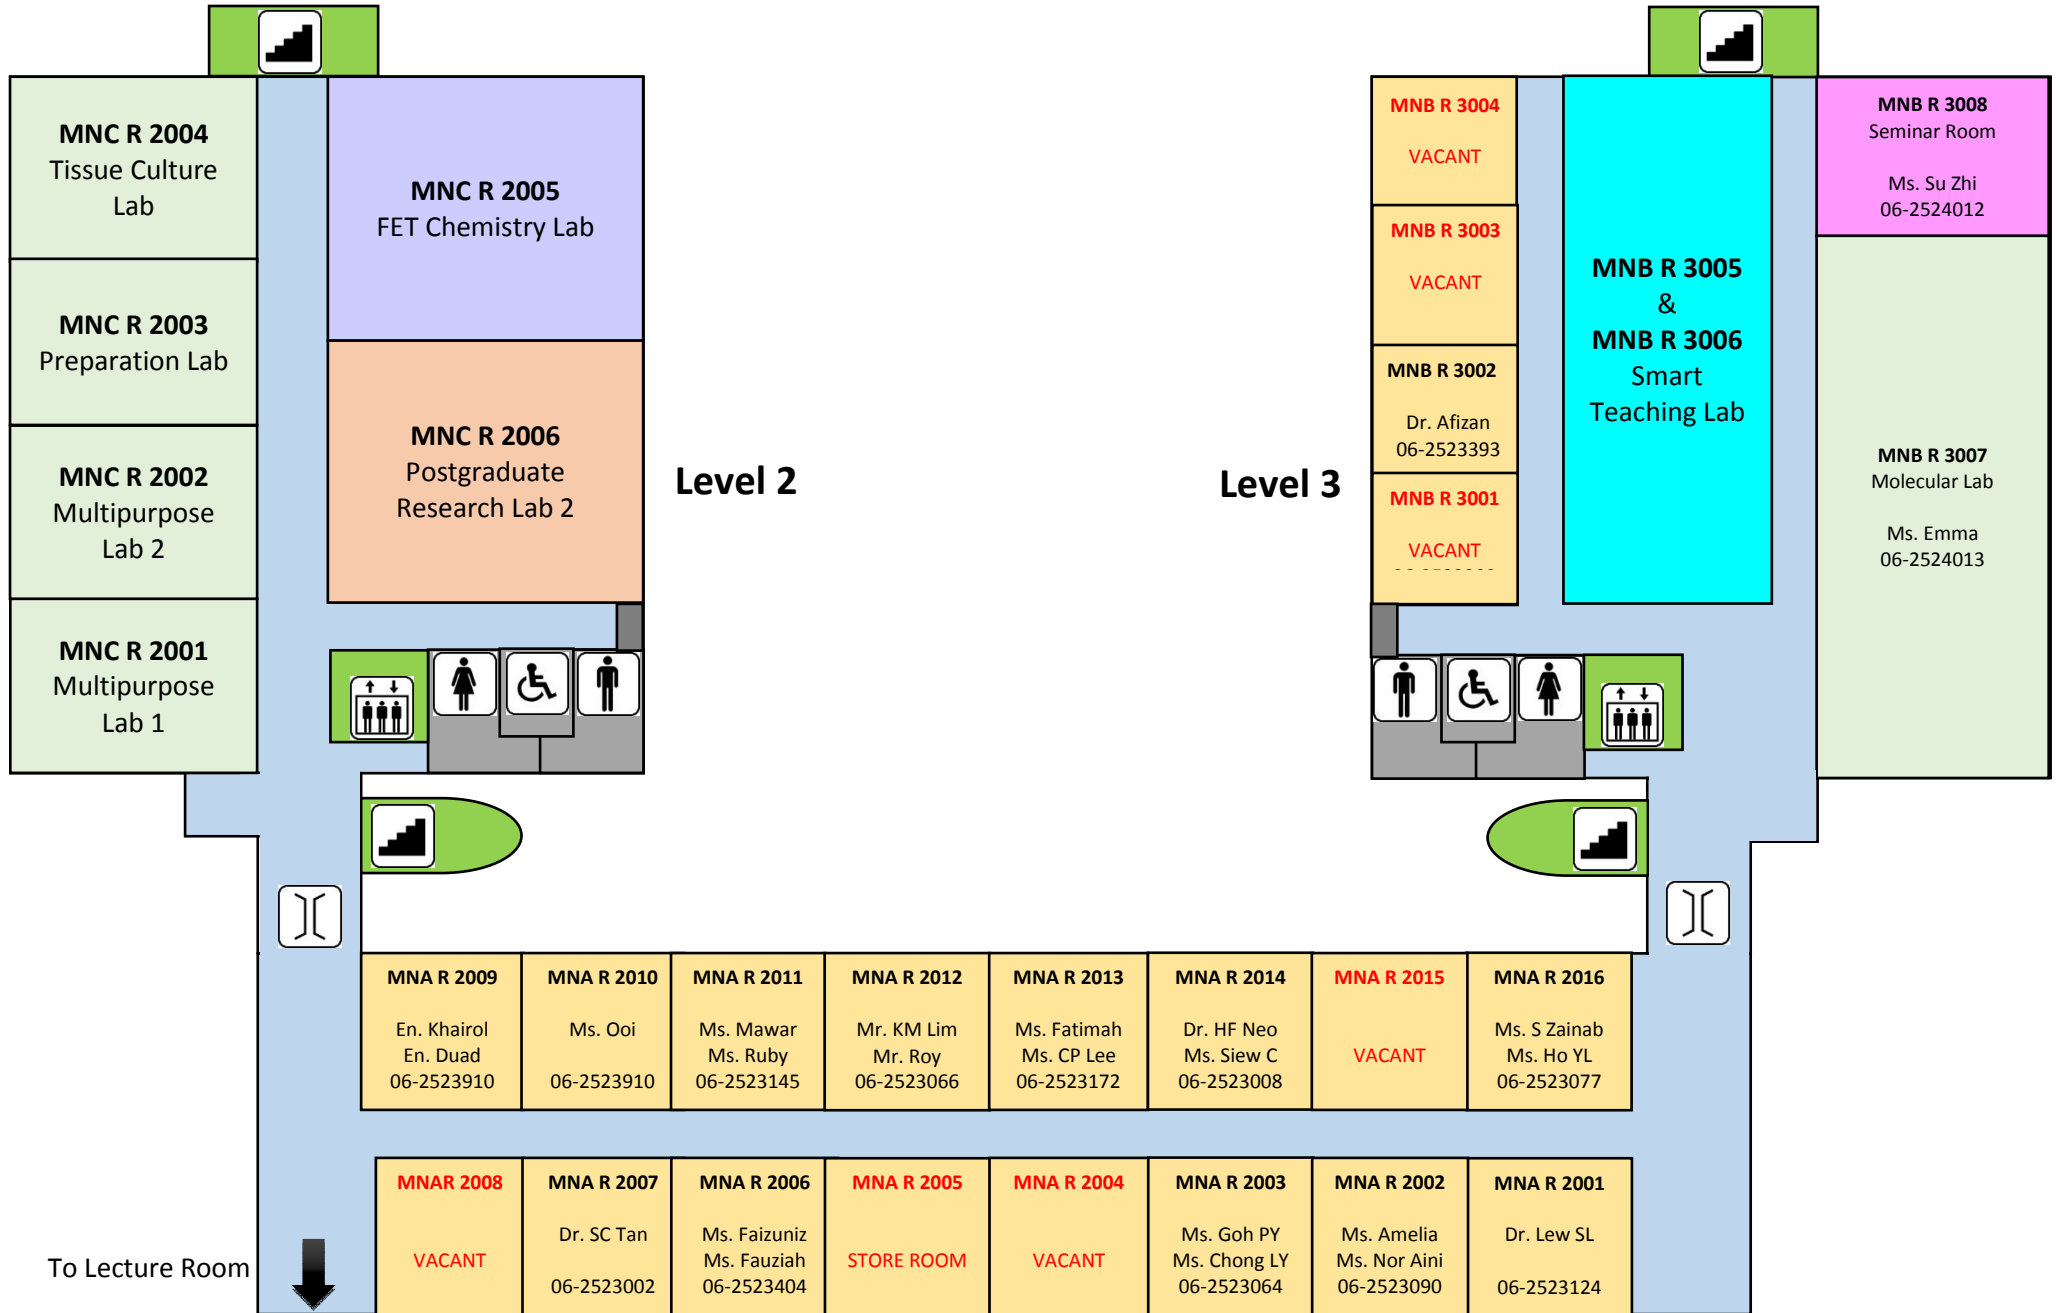 MNC R 2004
Tissue Culture
Lab
MNC R 2003
Preparation Lab
MNC R 2002
Multipurpose
Lab 2
MNC R 2001
Multipurpose
Lab 1
MNC R 2005
FET Chemistry Lab
MNC R 2006
Postgraduate
Research Lab 2
Level 2
Level 3
MNB R 3004
VACANT
MNB R 3003
VACANT
MNB R 3002
Dr. Afizan
06-2523393
MNB R 3001
VACANT
MNB R 3005
&
MNB R 3006
Smart
Teaching Lab
MNB R 3008
Seminar Room
Ms. Su Zhi
06-2524012
MNB R 3007
Molecular Lab
Ms. Emma
06-2524013
MNA R 2009
En. Khairol
En. Duad
06-2523910
MNA R 2010
Ms. Ooi
06-2523910
MNA R 2011
Ms. Mawar
Ms. Ruby
06-2523145
MNA R 2012
Mr. KM Lim
Mr. Roy
06-2523066
MNA R 2013
Ms. Fatimah
Ms. CP Lee
06-2523172
MNA R 2014
Dr. HF Neo
Ms. Siew C
06-2523008
MNA R 2015
VACANT
MNA R 2016
Ms. S Zainab
Ms. Ho YL
06-2523077
MNAR 2008
VACANT
MNA R 2007
Dr. SC Tan
06-2523002
MNA R 2006
Ms. Faizuniz
Ms. Fauziah
06-2523404
MNA R 2005
STORE ROOM
MNA R 2004
VACANT
MNA R 2003
Ms. Goh PY
Ms. Chong LY
06-2523064
MNA R 2002
Ms. Amelia
Ms. Nor Aini
06-2523090
MNA R 2001
Dr. Lew SL
06-2523124
To Lecture Room